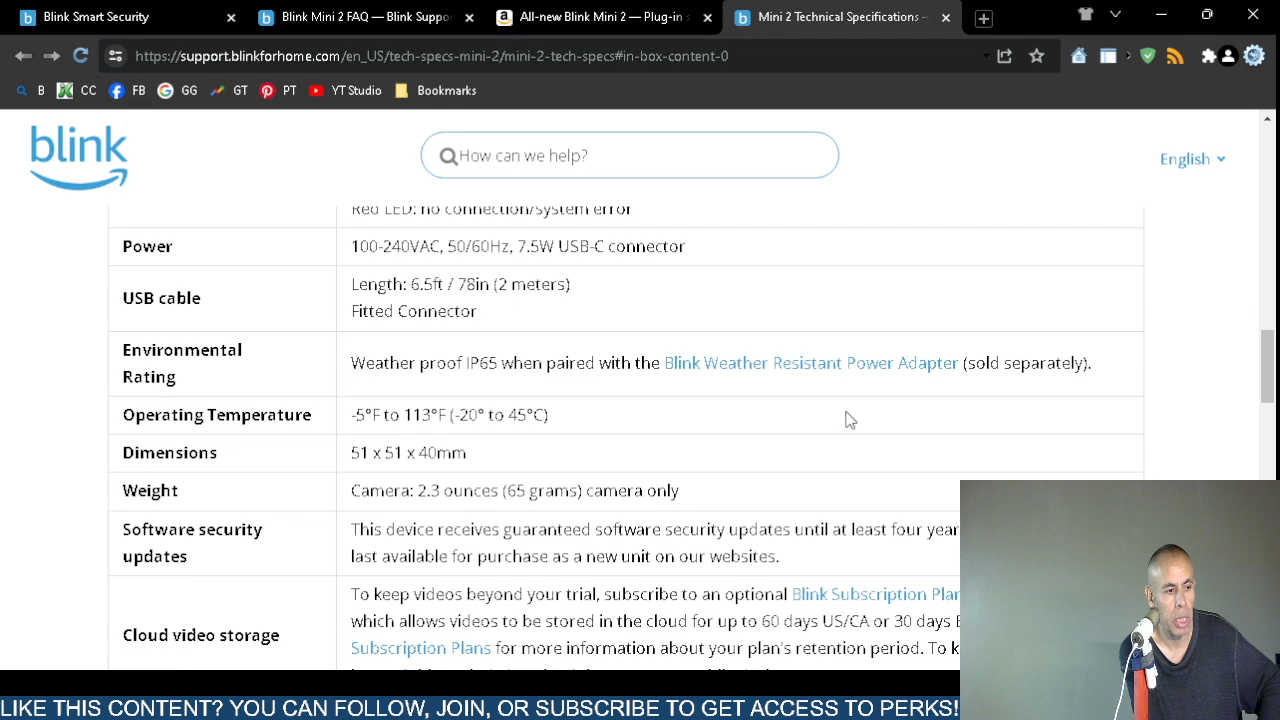 Blink Smart Security
Blink Mini 2 FAQ — Blink Suppo
All-new Blink Mini 2 — Plug-in s
Mini 2 Technical Specifications —
https://support.blinkforhome.com/en_US/tech-specs-mini-2/mini-2-tech-specs#in-box-content-0
B
CC
FB
GG
GT
PT
YT Studio
Bookmarks
blink
How can we help?
English
Red LED: no connection/system error
Power
100-240VAC, 50/60Hz, 7.5W USB-C connector
USB cable
Length: 6.5ft / 78in (2 meters)
Fitted Connector
Environmental
Rating
Weather proof IP65 when paired with the Blink Weather Resistant Power Adapter (sold separately).
Operating Temperature
-5°F to 113°F (-20° to 45°C)
Dimensions
51 x 51 x 40mm
Weight
Camera: 2.3 ounces (65 grams) camera only
Software security
updates
This device receives guaranteed software security updates until at least four year
last available for purchase as a new unit on our websites.
Cloud video storage
To keep videos beyond your trial, subscribe to an optional Blink Subscription Plan
which allows videos to be stored in the cloud for up to 60 days US/CA or 30 days E
Subscription Plans for more information about your plan's retention period. To k
LIKE THIS CONTENT? YOU CAN FOLLOW, JOIN, OR SUBSCRIBE TO GET ACCESS TO PERKS!